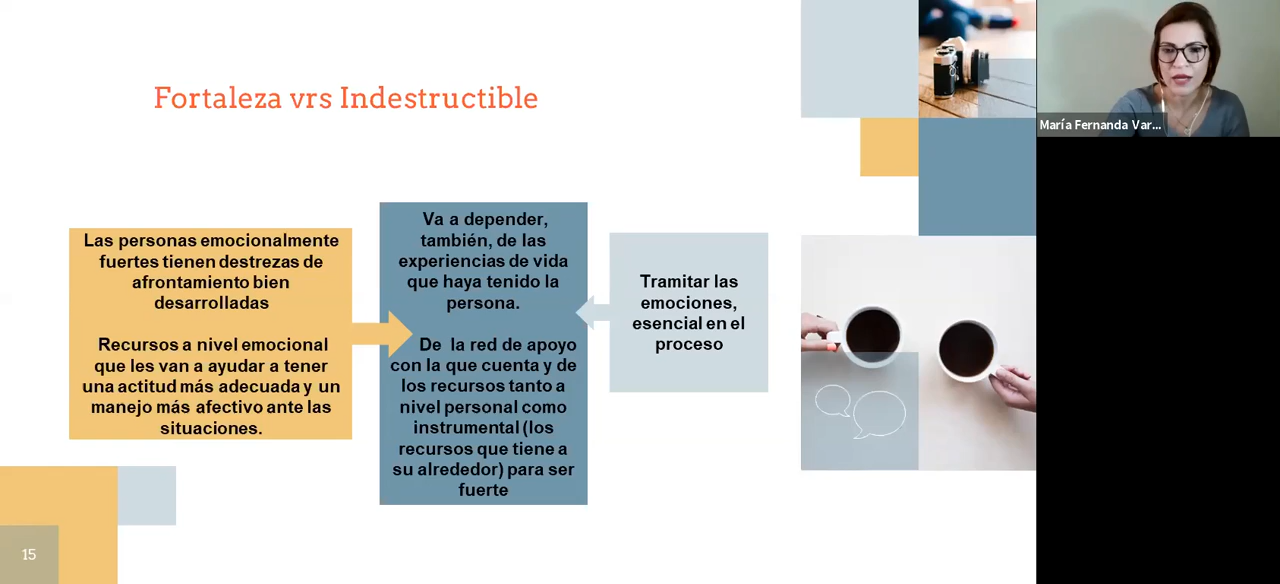 Fortaleza vrs Indestructible
Las personas emocionalmente
fuertes tienen destrezas de
afrontamiento bien
desarrolladas
Recursos a nivel emocional
que les van a ayudar a tener
una actitud más adecuada y un
manejo más afectivo ante las
situaciones.
Va a depender,
también, de las
experiencias de vida
que haya tenido la
persona.
De la red de apoyo
con la que cuenta y de
los recursos tanto a
nivel personal como
instrumental (los
recursos que tiene a
su alrededor) para ser
fuerte
Tramitar las
emociones,
esencial en el
proceso
15
María Fernanda Var...